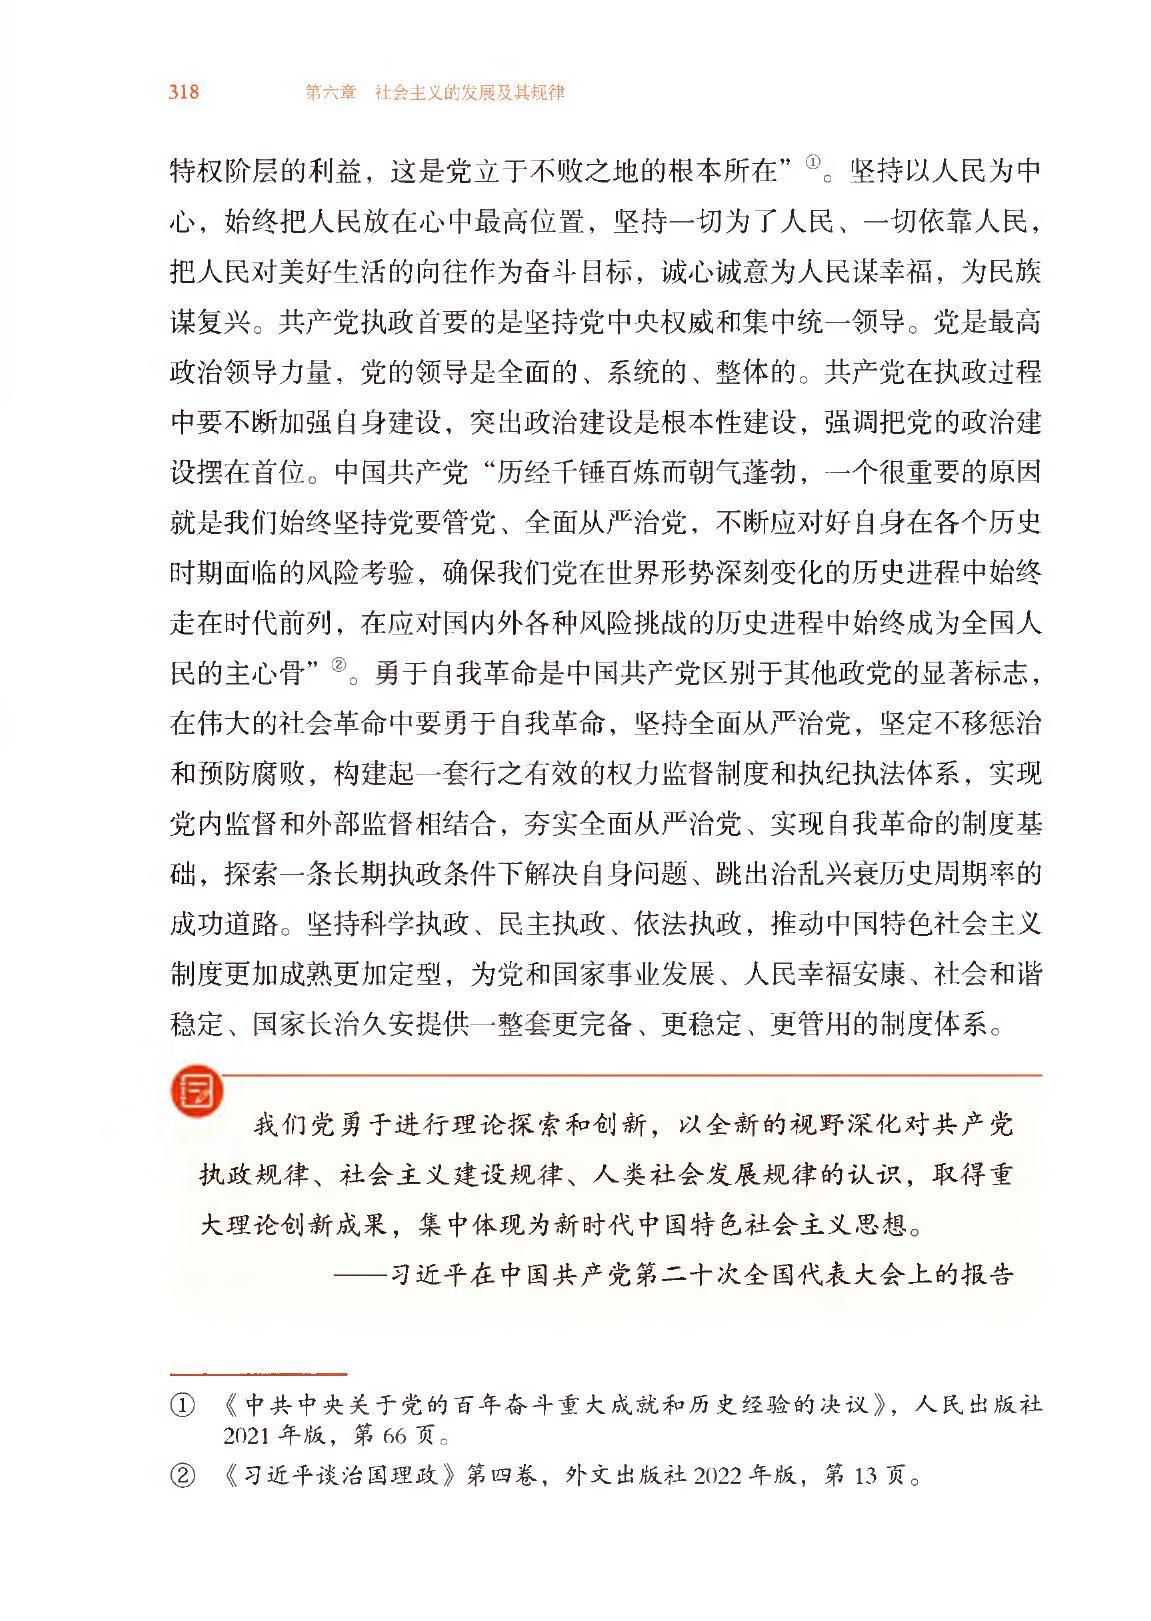 318 第六章 社会主义的发展及其规律
特权阶层的利益，这是党立于不败之地的根本所在”①。坚持以人民为中
心，始终把人民放在心中最高位置，坚持一切为了人民、一切依靠人民，
把人民对美好生活的向往作为奋斗目标，诚心诚意为人民谋幸福，为民族
谋复兴。共产党执政首要的是坚持党中央权威和集中统一领导。党是最高
政治领导力量，党的领导是全面的、系统的、整体的。共产党在执政过程
中要不断加强自身建设，突出政治建设是根本性建设，强调把党的政治建
设摆在首位。中国共产党“历经千锤百炼而朝气蓬勃，一个很重要的原因
就是我们始终坚持党要管党、全面从严治党，不断应对好自身在各个历史
时期面临的风险考验，确保我们党在世界形势深刻变化的历史进程中始终
走在时代前列，在应对国内外各种风险挑战的历史进程中始终成为全国人
民的主心骨”②。勇于自我革命是中国共产党区别于其他政党的显著标志，
在伟大的社会革命中要勇于自我革命，坚持全面从严治党，坚定不移惩治
和预防腐败，构建起一套行之有效的权力监督制度和执纪执法体系，实现
党内监督和外部监督相结合，夯实全面从严治党、实现自我革命的制度基
础，探索一条长期执政条件下解决自身问题、跳出治乱兴衰历史周期率的
成功道路。坚持科学执政、民主执政、依法执政，推动中国特色社会主义
制度更加成熟更加定型，为党和国家事业发展、人民幸福安康、社会和谐
稳定、国家长治久安提供一整套更完备、更稳定、更管用的制度体系。
我们党勇于进行理论探索和创新，以全新的视野深化对共产党
执政规律、社会主义建设规律、人类社会发展规律的认识，取得重
大理论创新成果，集中体现为新时代中国特色社会主义思想。
——习近平在中国共产党第二十次全国代表大会上的报告
① 《中共中央关于党的百年奋斗重大成就和历史经验的决议》，人民出版社
2021 年版，第 66 页。
② 《习近平谈治国理政》第四卷，外文出版社 2022 年版，第 13 页。